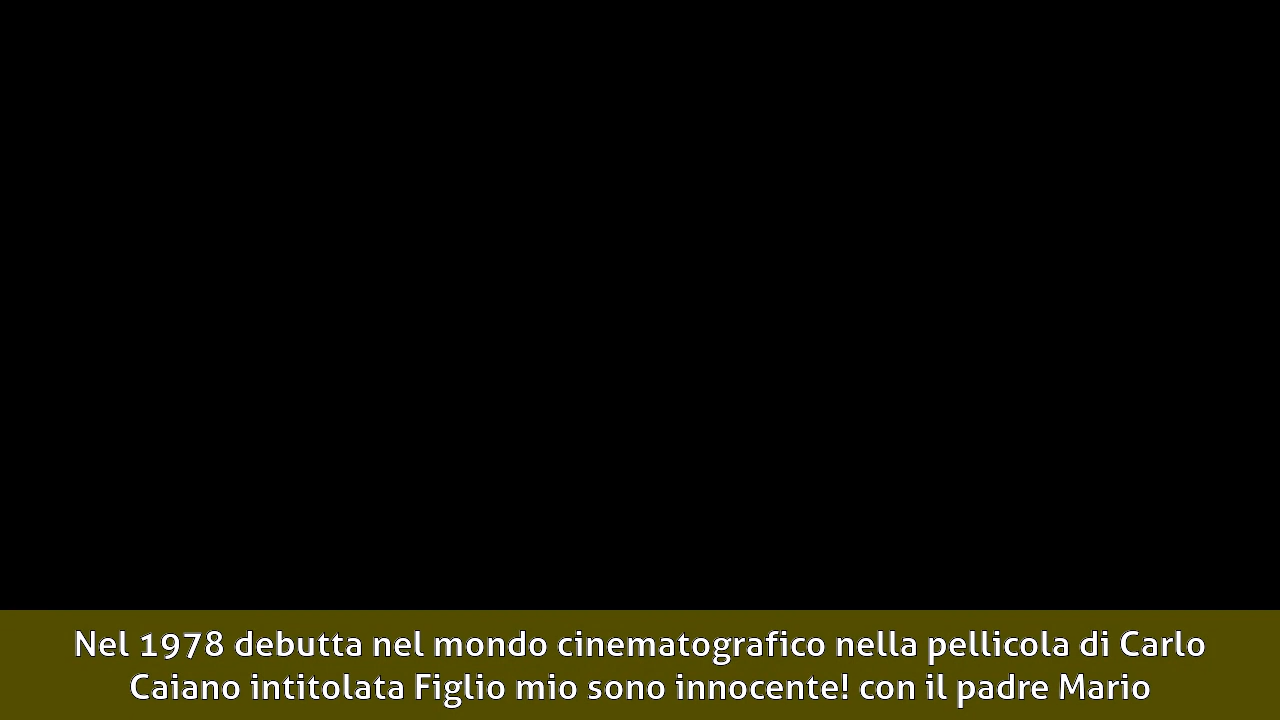 Nel 1978 debutta nel mondo cinematografico nella pellicola di Carlo
Caiano intitolata Figlio mio sono innocente! con il padre Mario